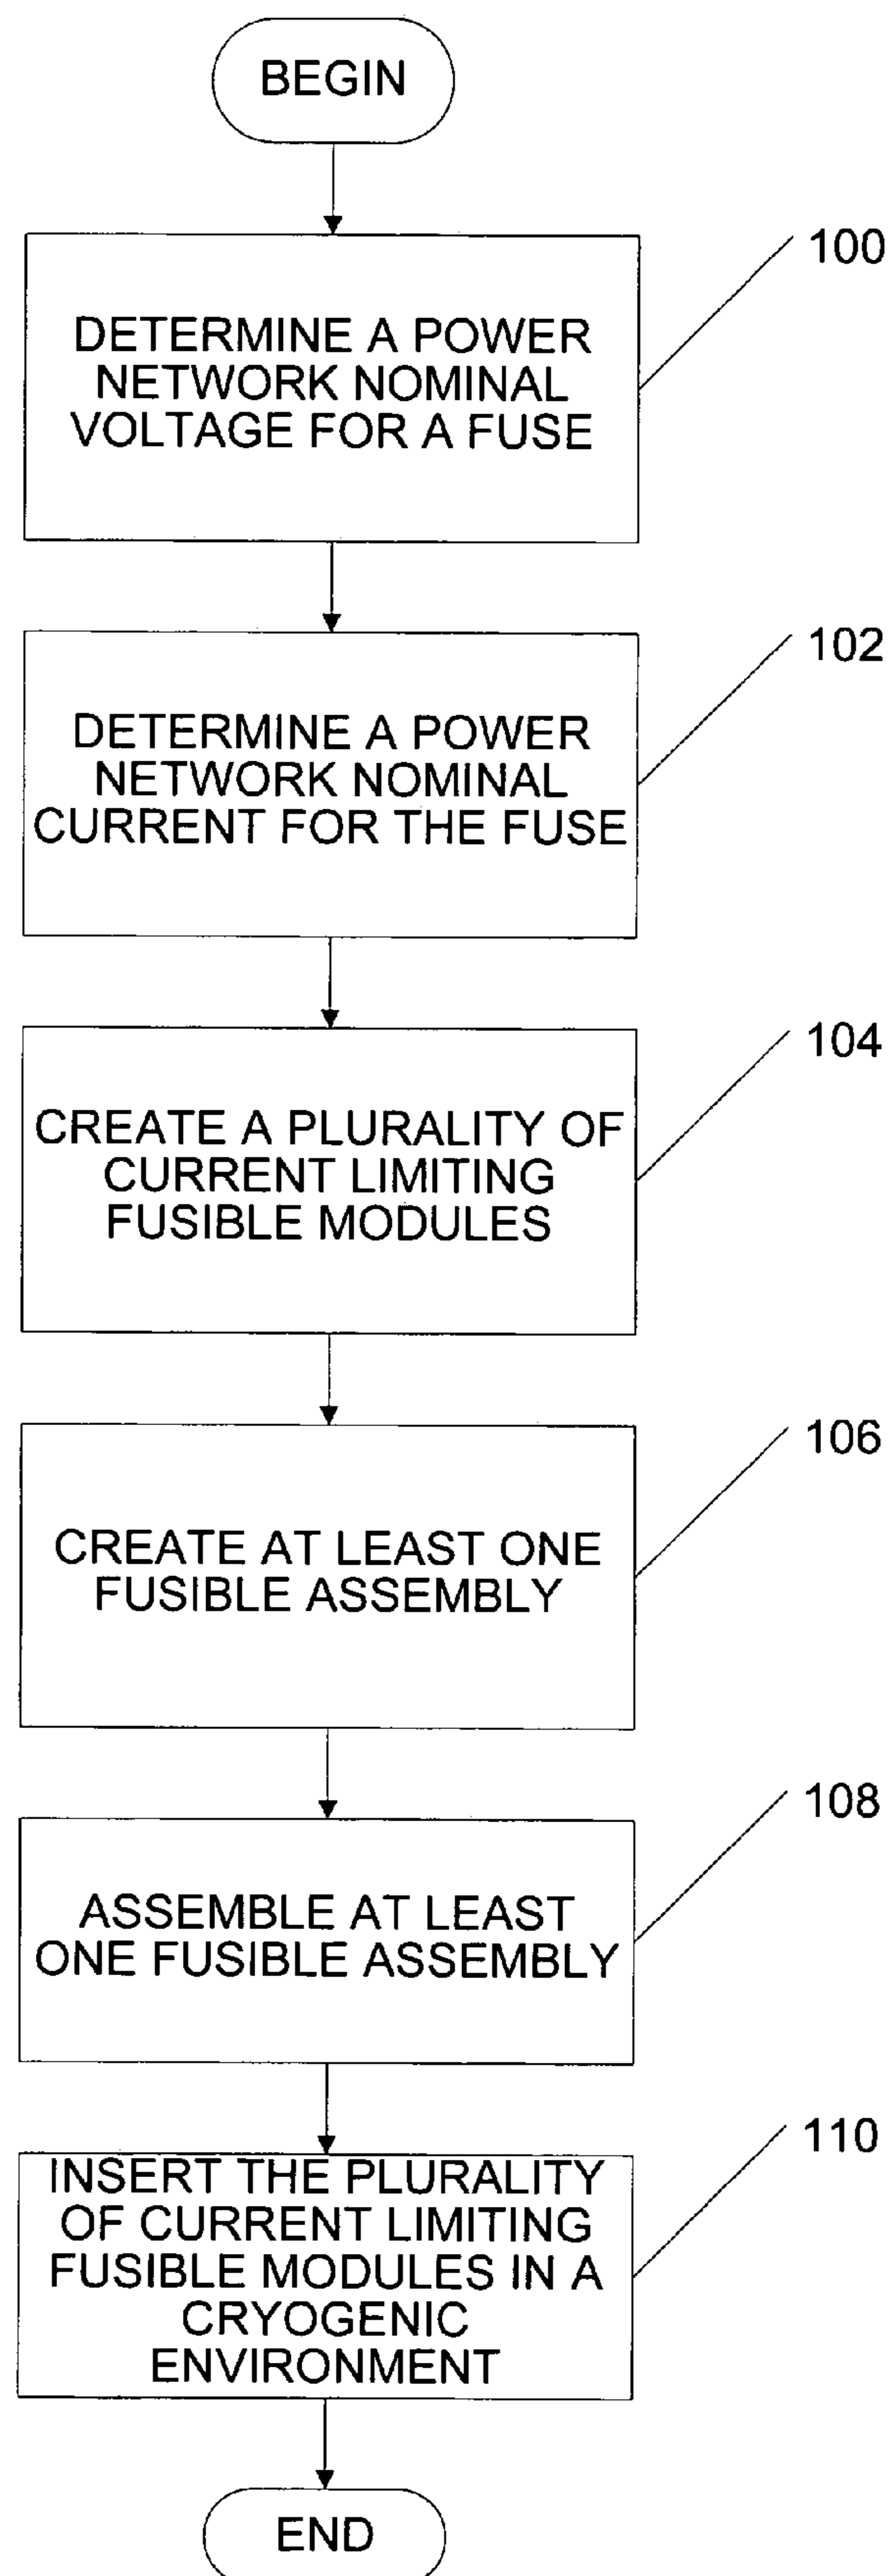 BEGIN
100
DETERMINE A POWER
NETWORK NOMINAL
VOLTAGE FOR A FUSE
102
DETERMINE A POWER
NETWORK NOMINAL
CURRENT FOR THE FUSE
104
CREATE A PLURALITY OF
CURRENT LIMITING
FUSIBLE MODULES
106
CREATE AT LEAST ONE
FUSIBLE ASSEMBLY
108
ASSEMBLE AT LEAST
ONE FUSIBLE ASSEMBLY
110
INSERT THE PLURALITY
OF CURRENT LIMITING
FUSIBLE MODULES IN A
CRYOGENIC
ENVIRONMENT
END